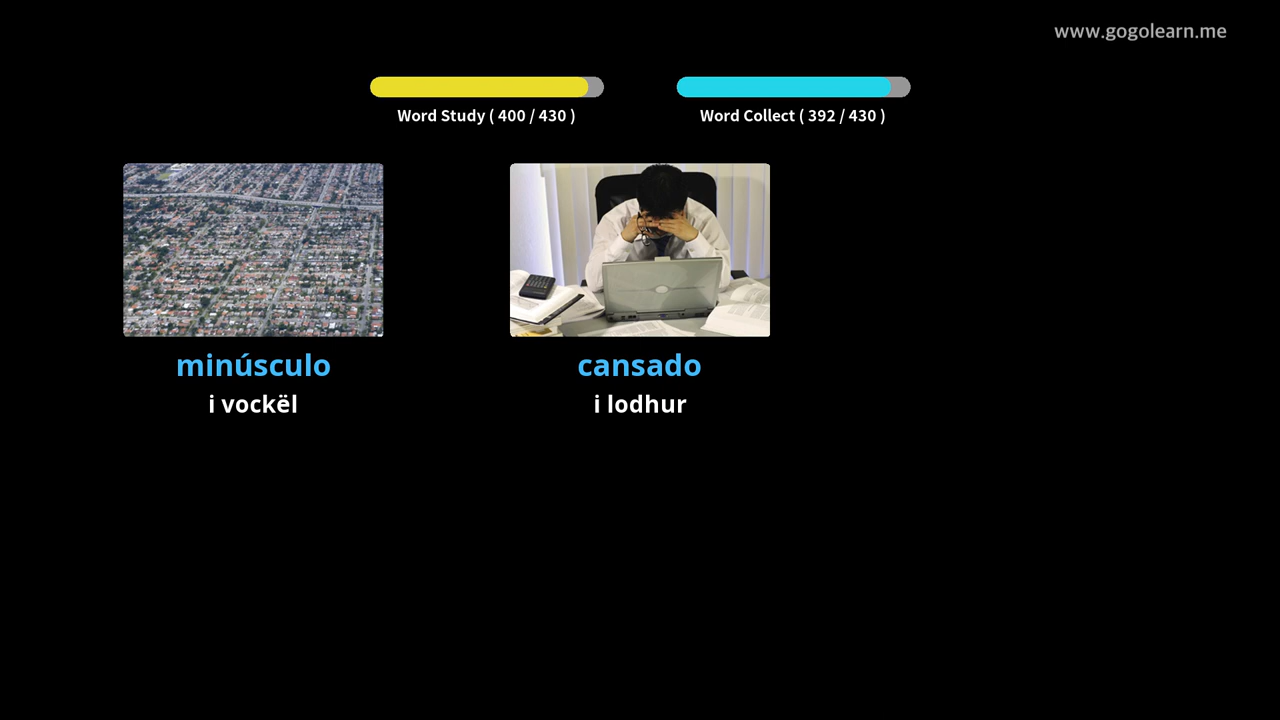 www.gogolearn.me
Word Study ( 400 / 430 )
Word Collect ( 392 / 430 )
minúsculo
i vockël
cansado
i lodhur